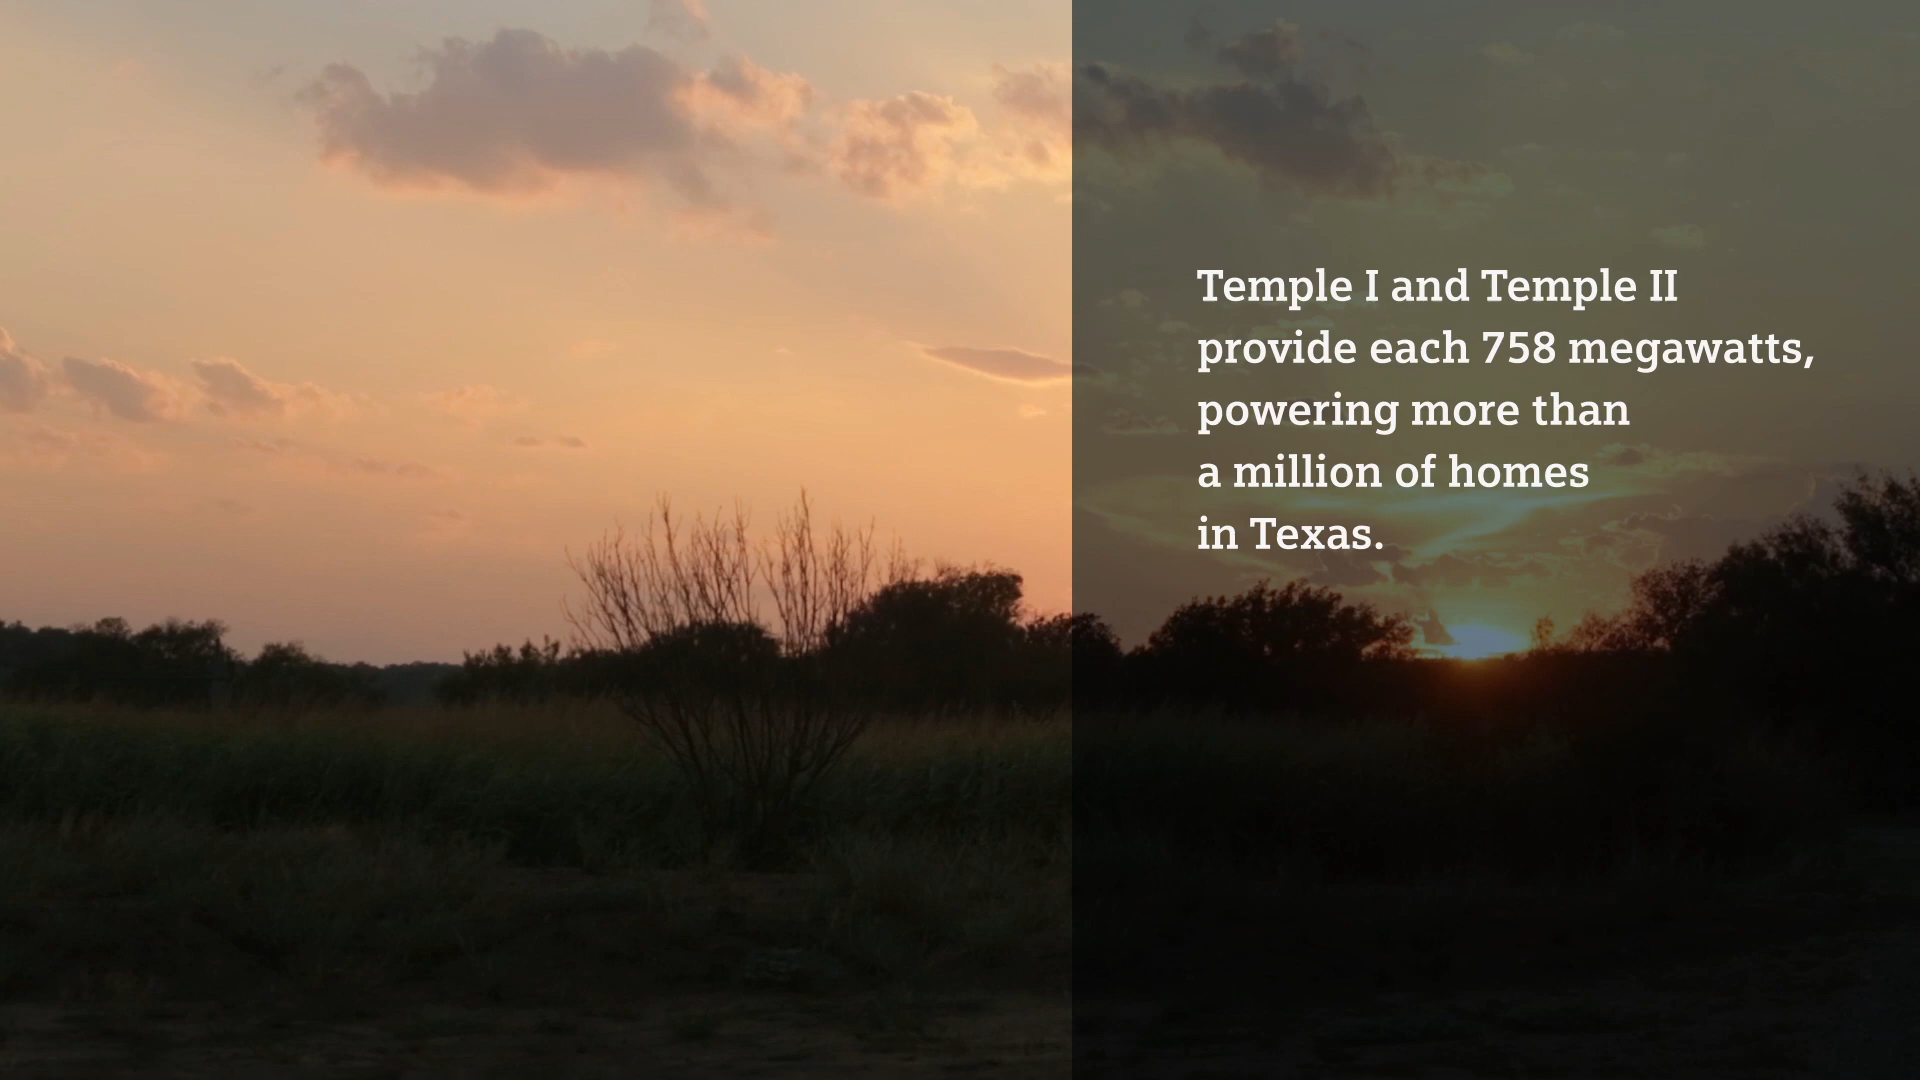 Temple I and Temple II
provide each 758 megawatts,
powering more than
a million of homes
in Texas.